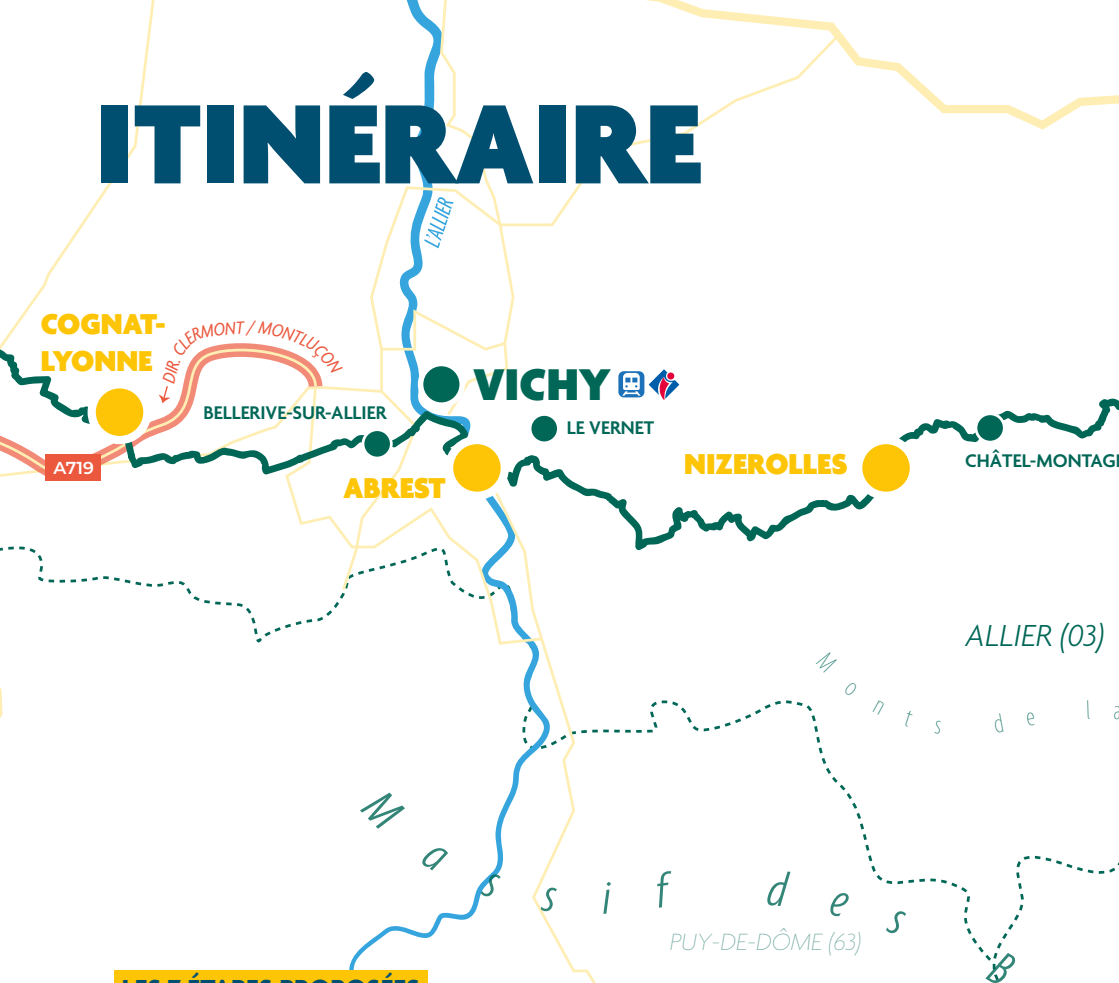 ITINÉRAIRE
L'ALLIER
COGNAT-
LYONNE
← DIR. CLERMONT / MONTLUÇON
VICHY
BELLERIVE-SUR-ALLIER
LE VERNET
A719
ABREST
NIZEROLLES
CHÂTEL-MONTAG
ALLIER (03)
Monts de la
Massif des B
PUY-DE-DÔME (63)